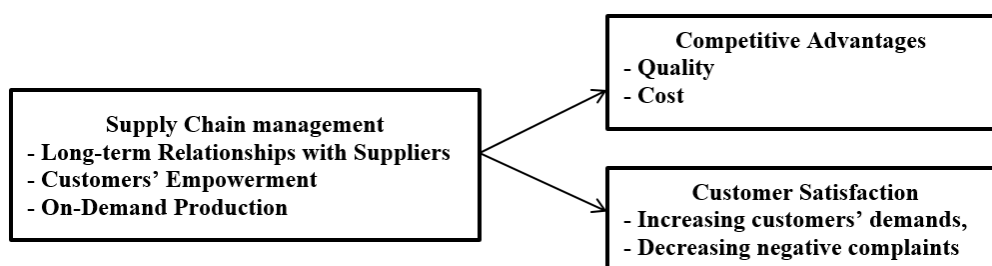 Supply Chain management
- Long-term Relationships with Suppliers
- Customers’ Empowerment
- On-Demand Production
Competitive Advantages
- Quality
- Cost
Customer Satisfaction
- Increasing customers’ demands,
- Decreasing negative complaints